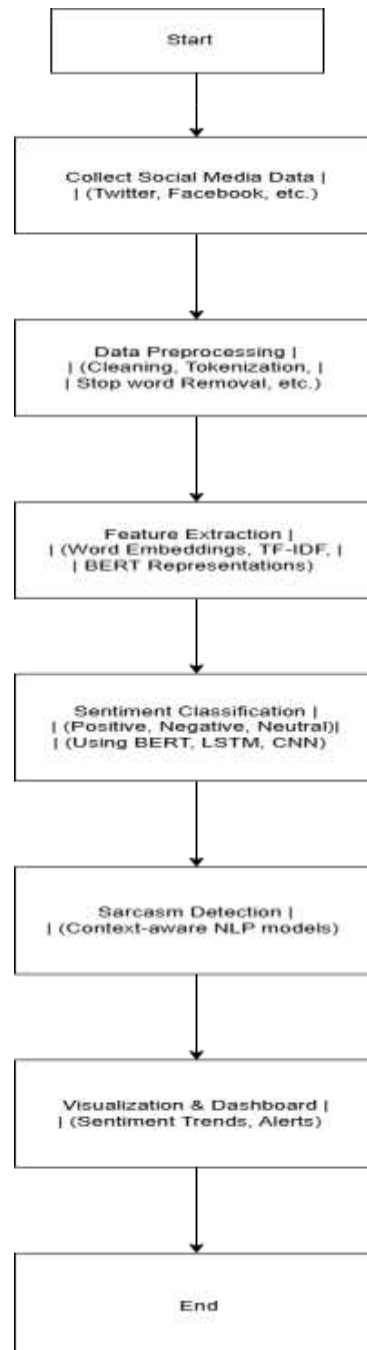 Start
Collect Social Media Data |
| (Twitter, Facebook, etc.)
Data Preprocessing |
| (Cleaning, Tokenization, |
| Stop word Removal, etc.)
Feature Extraction |
| (Word Embeddings, TF-IDF, |
| BERT Representations)
Sentiment Classification |
| (Positive, Negative, Neutral)|
| (Using BERT, LSTM, CNN)
Sarcasm Detection |
| (Context-aware NLP models)
Visualization & Dashboard |
| (Sentiment Trends, Alerts)
End